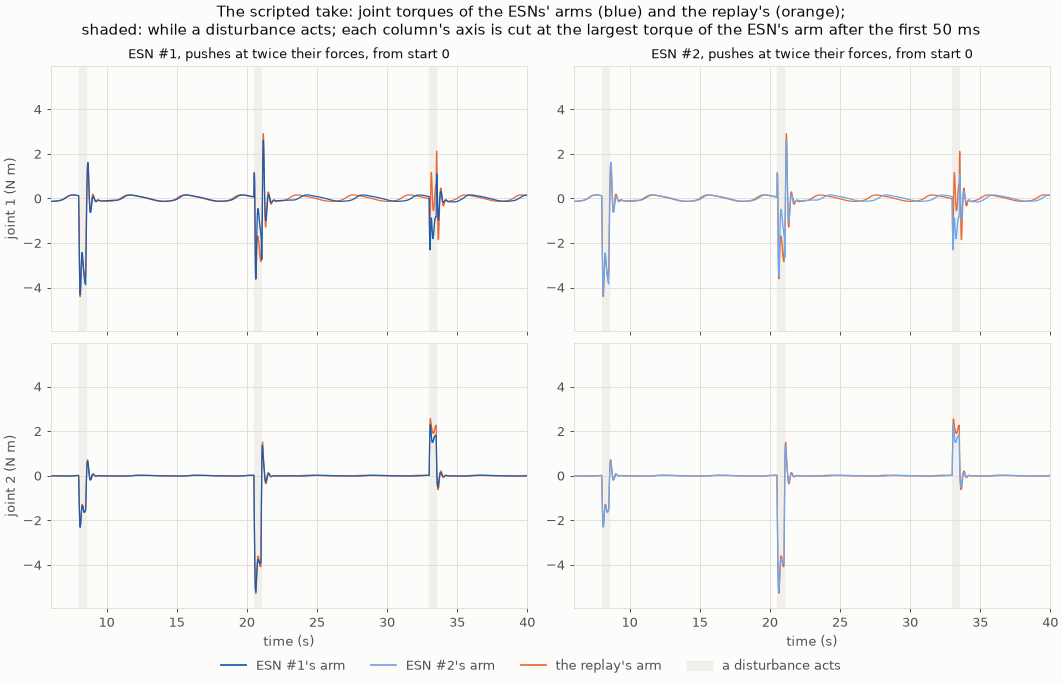 The scripted take: joint torques of the ESNs' arms (blue) and the replay's (orange);
shaded: while a disturbance acts; each column's axis is cut at the largest torque of the ESN's arm after the first 50 ms
ESN #1, pushes at twice their forces, from start 0
ESN #2, pushes at twice their forces, from start 0
joint 1 (N m)
4
2
0
−2
−4
4
2
0
−2
−4
joint 2 (N m)
4
2
0
−2
−4
4
2
0
−2
−4
10 15 20 25 30 35 40
10 15 20 25 30 35 40
time (s)
time (s)
ESN #1's arm
ESN #2's arm
the replay's arm
a disturbance acts